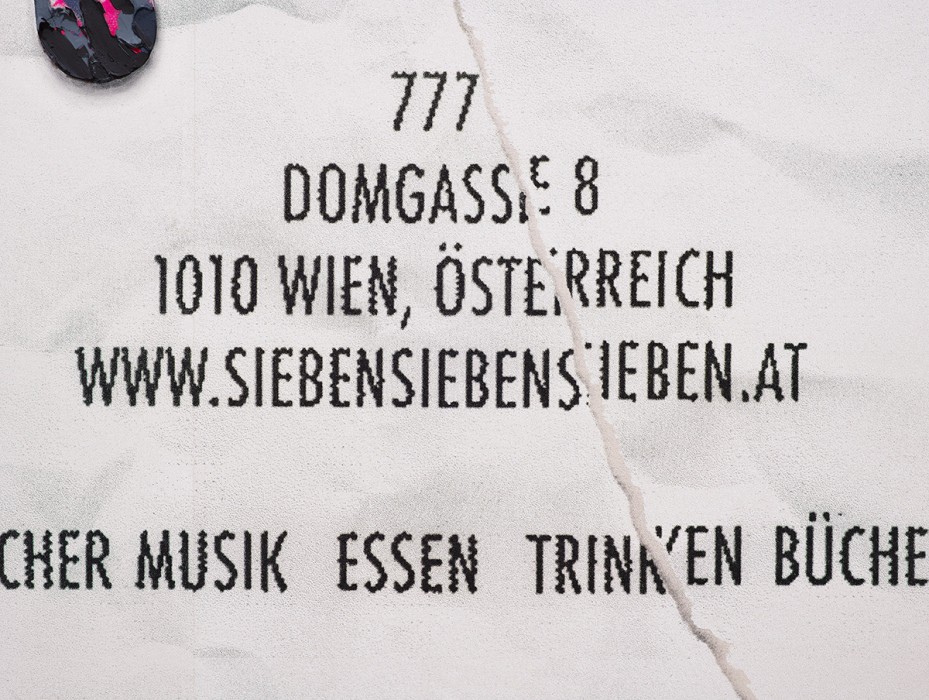 777
DOMGASSE 8
1010 WIEN, ÖSTERREICH
WWW.SIEBENSIEBENSIEBEN.AT
CHER MUSIK ESSEN TRINKEN BÜCHE